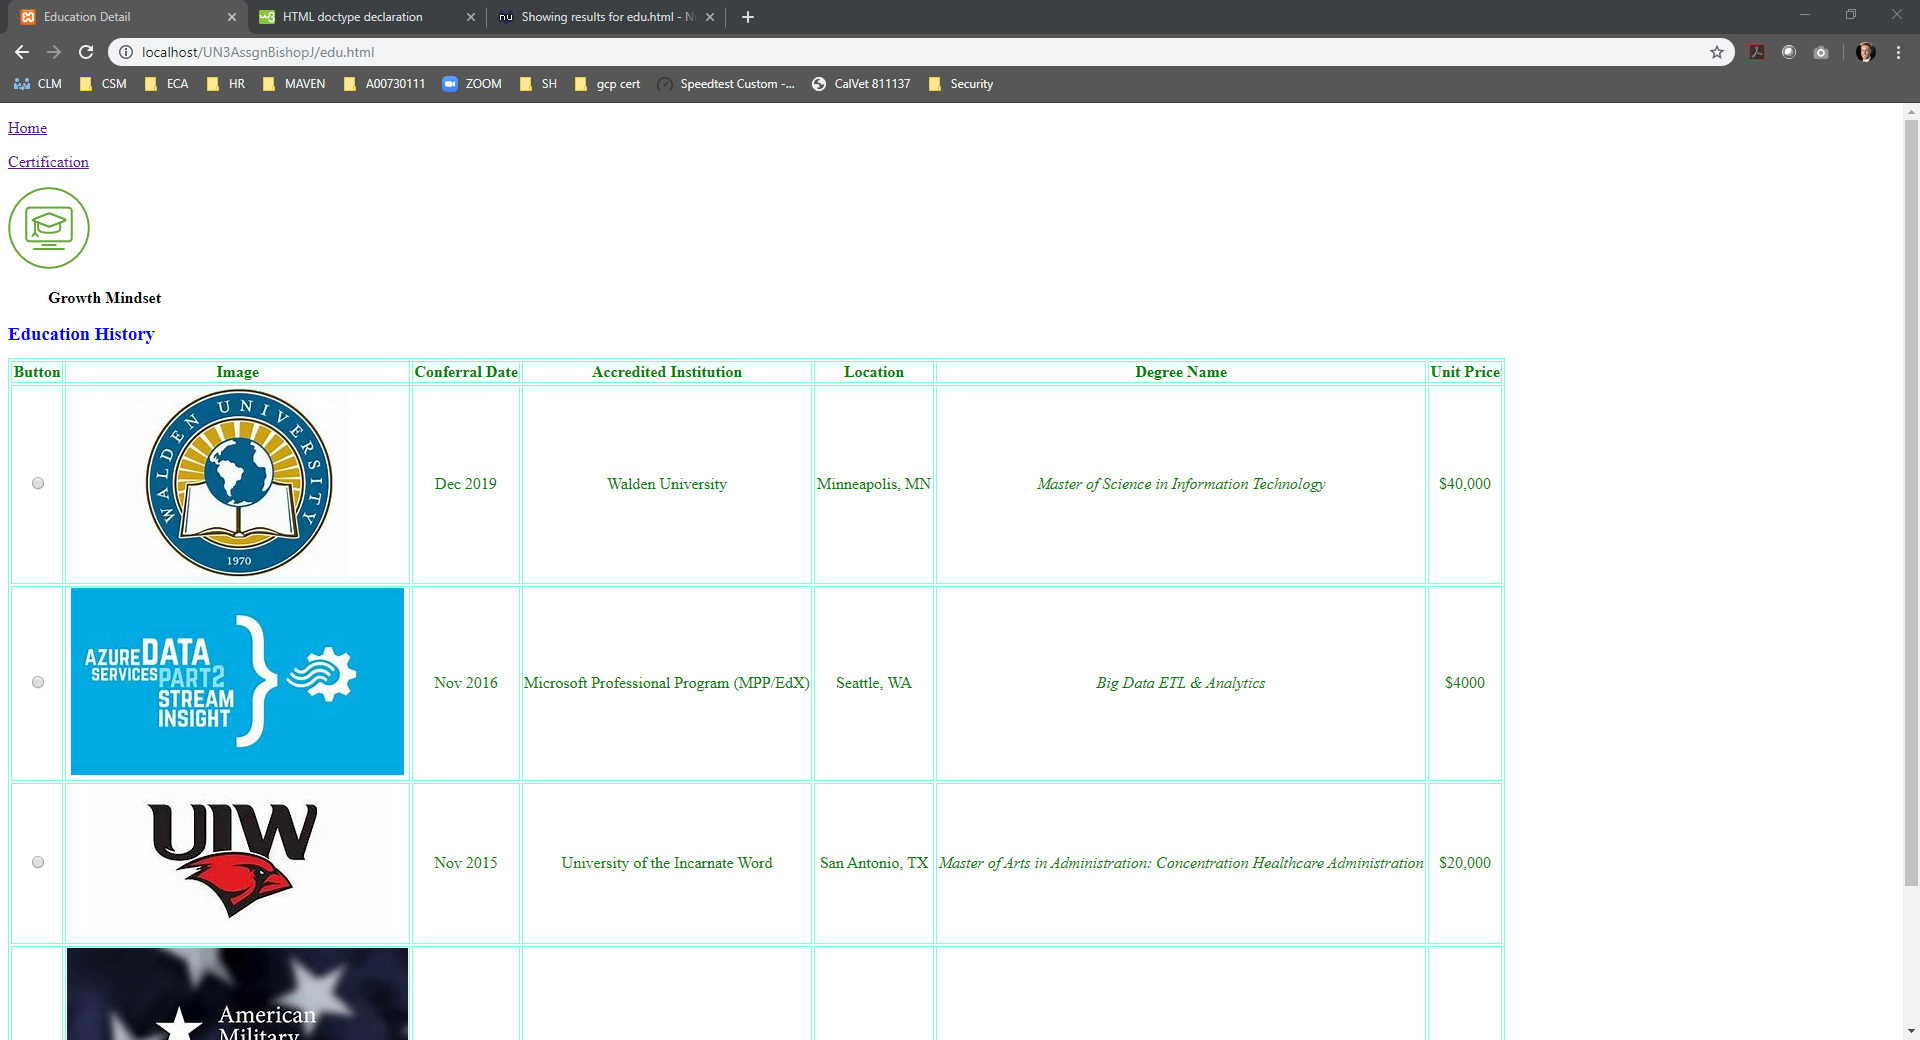 Education Detail
HTML doctype declaration
Showing results for edu.html - N
localhost/UN3AssgnBishopJ/edu.html
CLM CSM ECA HR MAVEN A00730111 ZOOM SH gcp cert Speedtest Custom -... CalVet 811137 Security
Home
Certification
Growth Mindset
Education History
Button Image Conferral Date Accredited Institution Location Degree Name Unit Price
WALDEN UNIVERSITY
1970
Dec 2019 Walden University Minneapolis, MN Master of Science in Information Technology $40,000
AZURE DATA
SERVICES PART2
STREAM
INSIGHT
Nov 2016 Microsoft Professional Program (MPP/EdX) Seattle, WA Big Data ETL & Analytics $4000
UIW
Nov 2015 University of the Incarnate Word San Antonio, TX Master of Arts in Administration: Concentration Healthcare Administration $20,000
American
Military